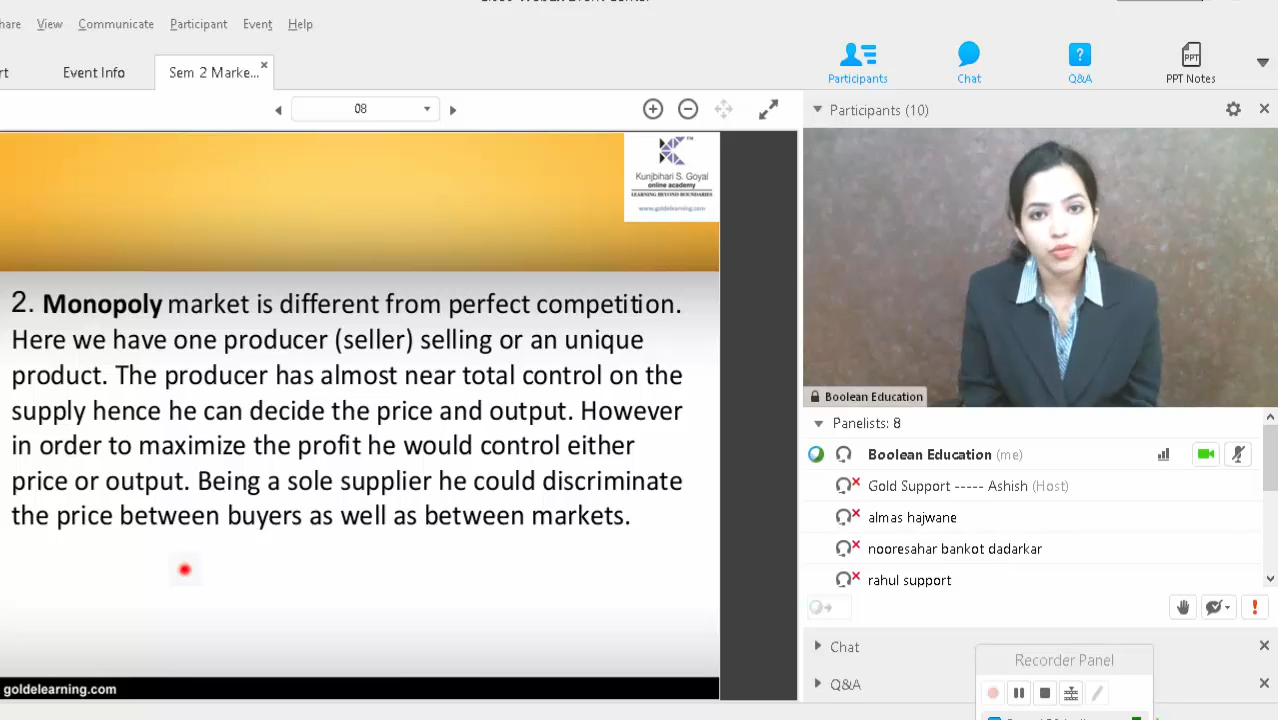 hare View Communicate Participant Event Help
rt Event Info Sem 2 Marke... ×
Participants Chat Q&A PPT Notes
08
Participants (10)
Kunjbihari S. Goyal
online academy
LEARNING BEYOND BOUNDARIES
www.goldelearning.com
2. Monopoly market is different from perfect competition.
Here we have one producer (seller) selling or an unique
product. The producer has almost near total control on the
supply hence he can decide the price and output. However
in order to maximize the profit he would control either
price or output. Being a sole supplier he could discriminate
the price between buyers as well as between markets.
goldelearning.com
Boolean Education
Panelists: 8
Boolean Education (me)
Gold Support ----- Ashish (Host)
almas hajwane
nooresahar bankot dadarkar
rahul support
Chat
Recorder Panel
Q&A